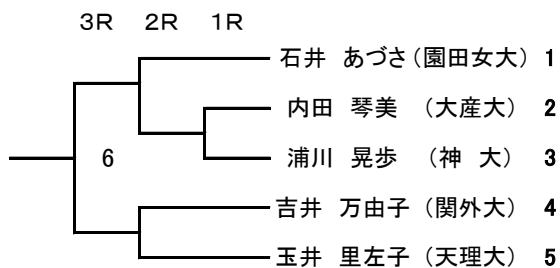 3R 2R 1R
石井 あづさ(園田女大) 1
内田 琴美 (大産大) 2
6 浦川 晃歩 (神 大) 3
吉井 万由子 (関外大) 4
玉井 里左子 (天理大) 5